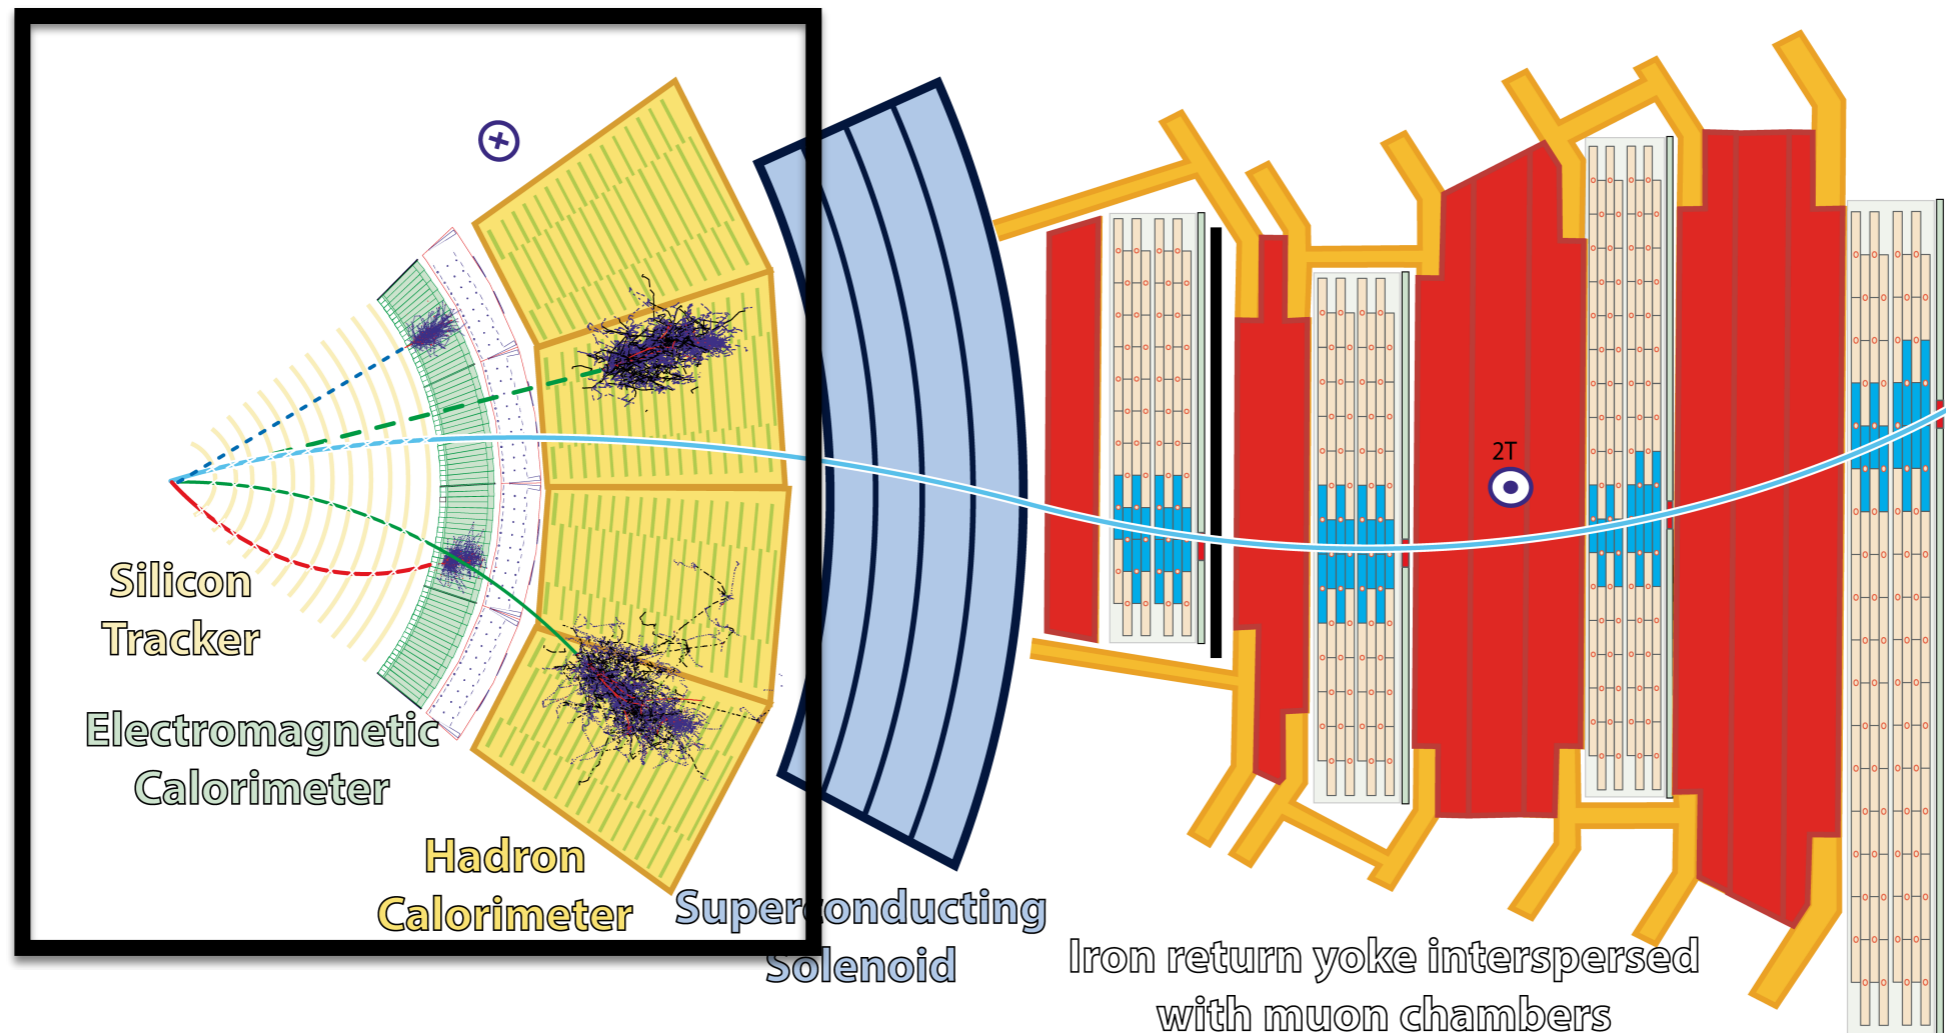 2T
Silicon
Tracker
Electromagnetic
Calorimeter
Hadron
Calorimeter
Superconducting
Solenoid
Iron return yoke interspersed
with muon chambers